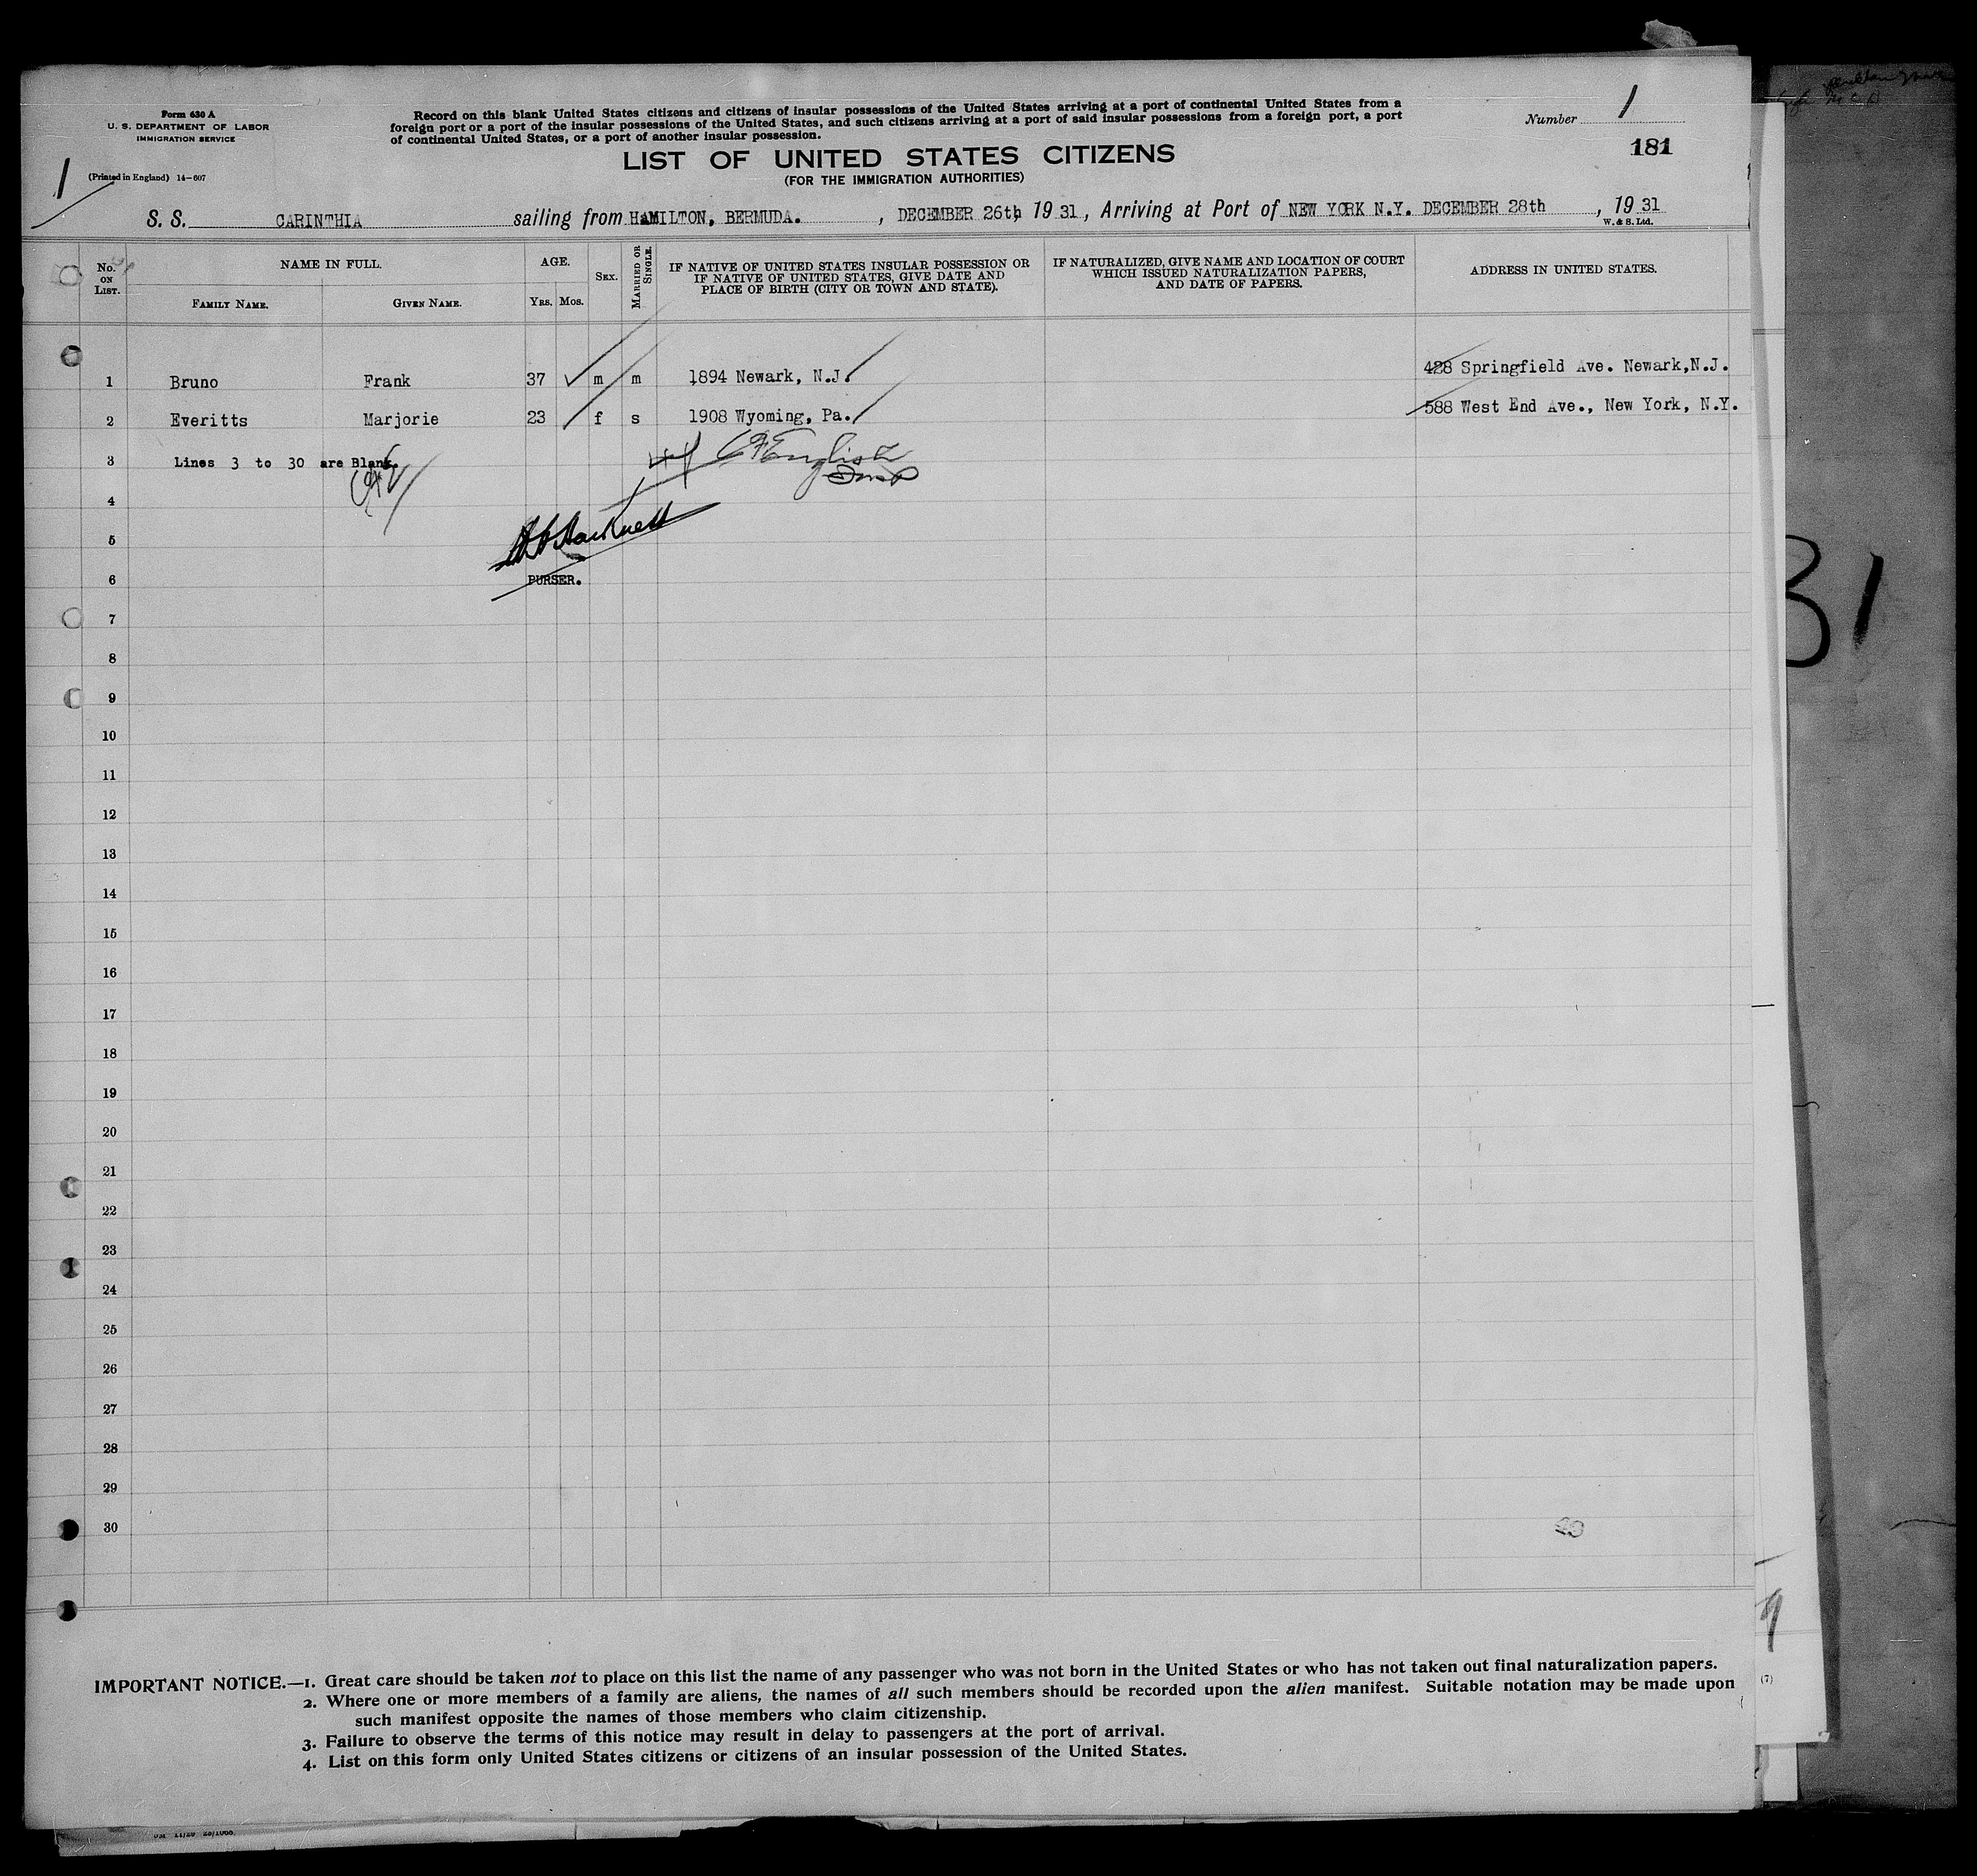 Form 630 A
U. S. DEPARTMENT OF LABOR
IMMIGRATION SERVICE
(Printed in England) 14—607
1
Record on this blank United States citizens and citizens of insular possessions of the United States arriving at a port of continental United States from a
foreign port or a port of the insular possessions of the United States, and such citizens arriving at a port of said insular possessions from a foreign port, a port
of continental United States, or a port of another insular possession.
Number 1
181
LIST OF UNITED STATES CITIZENS
(FOR THE IMMIGRATION AUTHORITIES)
S. S. CARINTHIA sailing from HAMILTON, BERMUDA. , DECEMBER 26th 19 31, Arriving at Port of NEW YORK N.Y. DECEMBER 28th , 19 31
W. & S. Ltd.
No. ON LIST.
NAME IN FULL.
FAMILY NAME. GIVEN NAME.
AGE.
YRS. MOS.
SEX.
MARRIED OR SINGLE.
IF NATIVE OF UNITED STATES INSULAR POSSESSION OR
IF NATIVE OF UNITED STATES, GIVE DATE AND
PLACE OF BIRTH (CITY OR TOWN AND STATE).
IF NATURALIZED, GIVE NAME AND LOCATION OF COURT
WHICH ISSUED NATURALIZATION PAPERS,
AND DATE OF PAPERS.
ADDRESS IN UNITED STATES.
1 Bruno Frank 37 m m 1894 Newark, N.J. 428 Springfield Ave. Newark,N.J.
2 Everitts Marjorie 23 f s 1908 Wyoming, Pa. 588 West End Ave., New York, N.Y.
3 Lines 3 to 30 are Blank. English
4
5
6 PURSER.
7
8
9
10
11
12
13
14
15
16
17
18
19
20
21
22
23
24
25
26
27
28
29
30
IMPORTANT NOTICE.—1. Great care should be taken not to place on this list the name of any passenger who was not born in the United States or who has not taken out final naturalization papers.
2. Where one or more members of a family are aliens, the names of all such members should be recorded upon the alien manifest. Suitable notation may be made upon
such manifest opposite the names of those members who claim citizenship.
3. Failure to observe the terms of this notice may result in delay to passengers at the port of arrival.
4. List on this form only United States citizens or citizens of an insular possession of the United States.
(7)
31